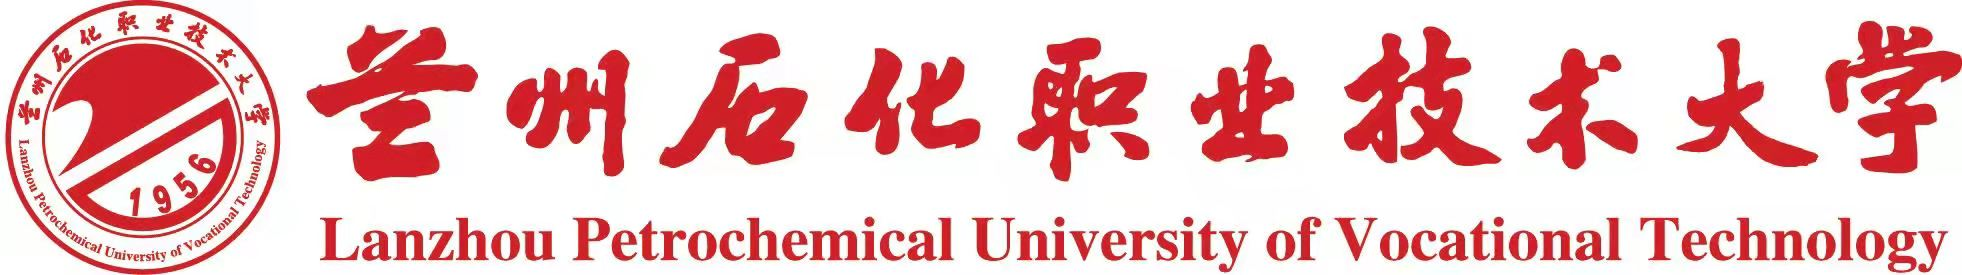 兰州石化职业技术大学
1956
Lanzhou Petrochemical University of Vocational Technology
兰州石化职业技术大学
Lanzhou Petrochemical University of Vocational Technology